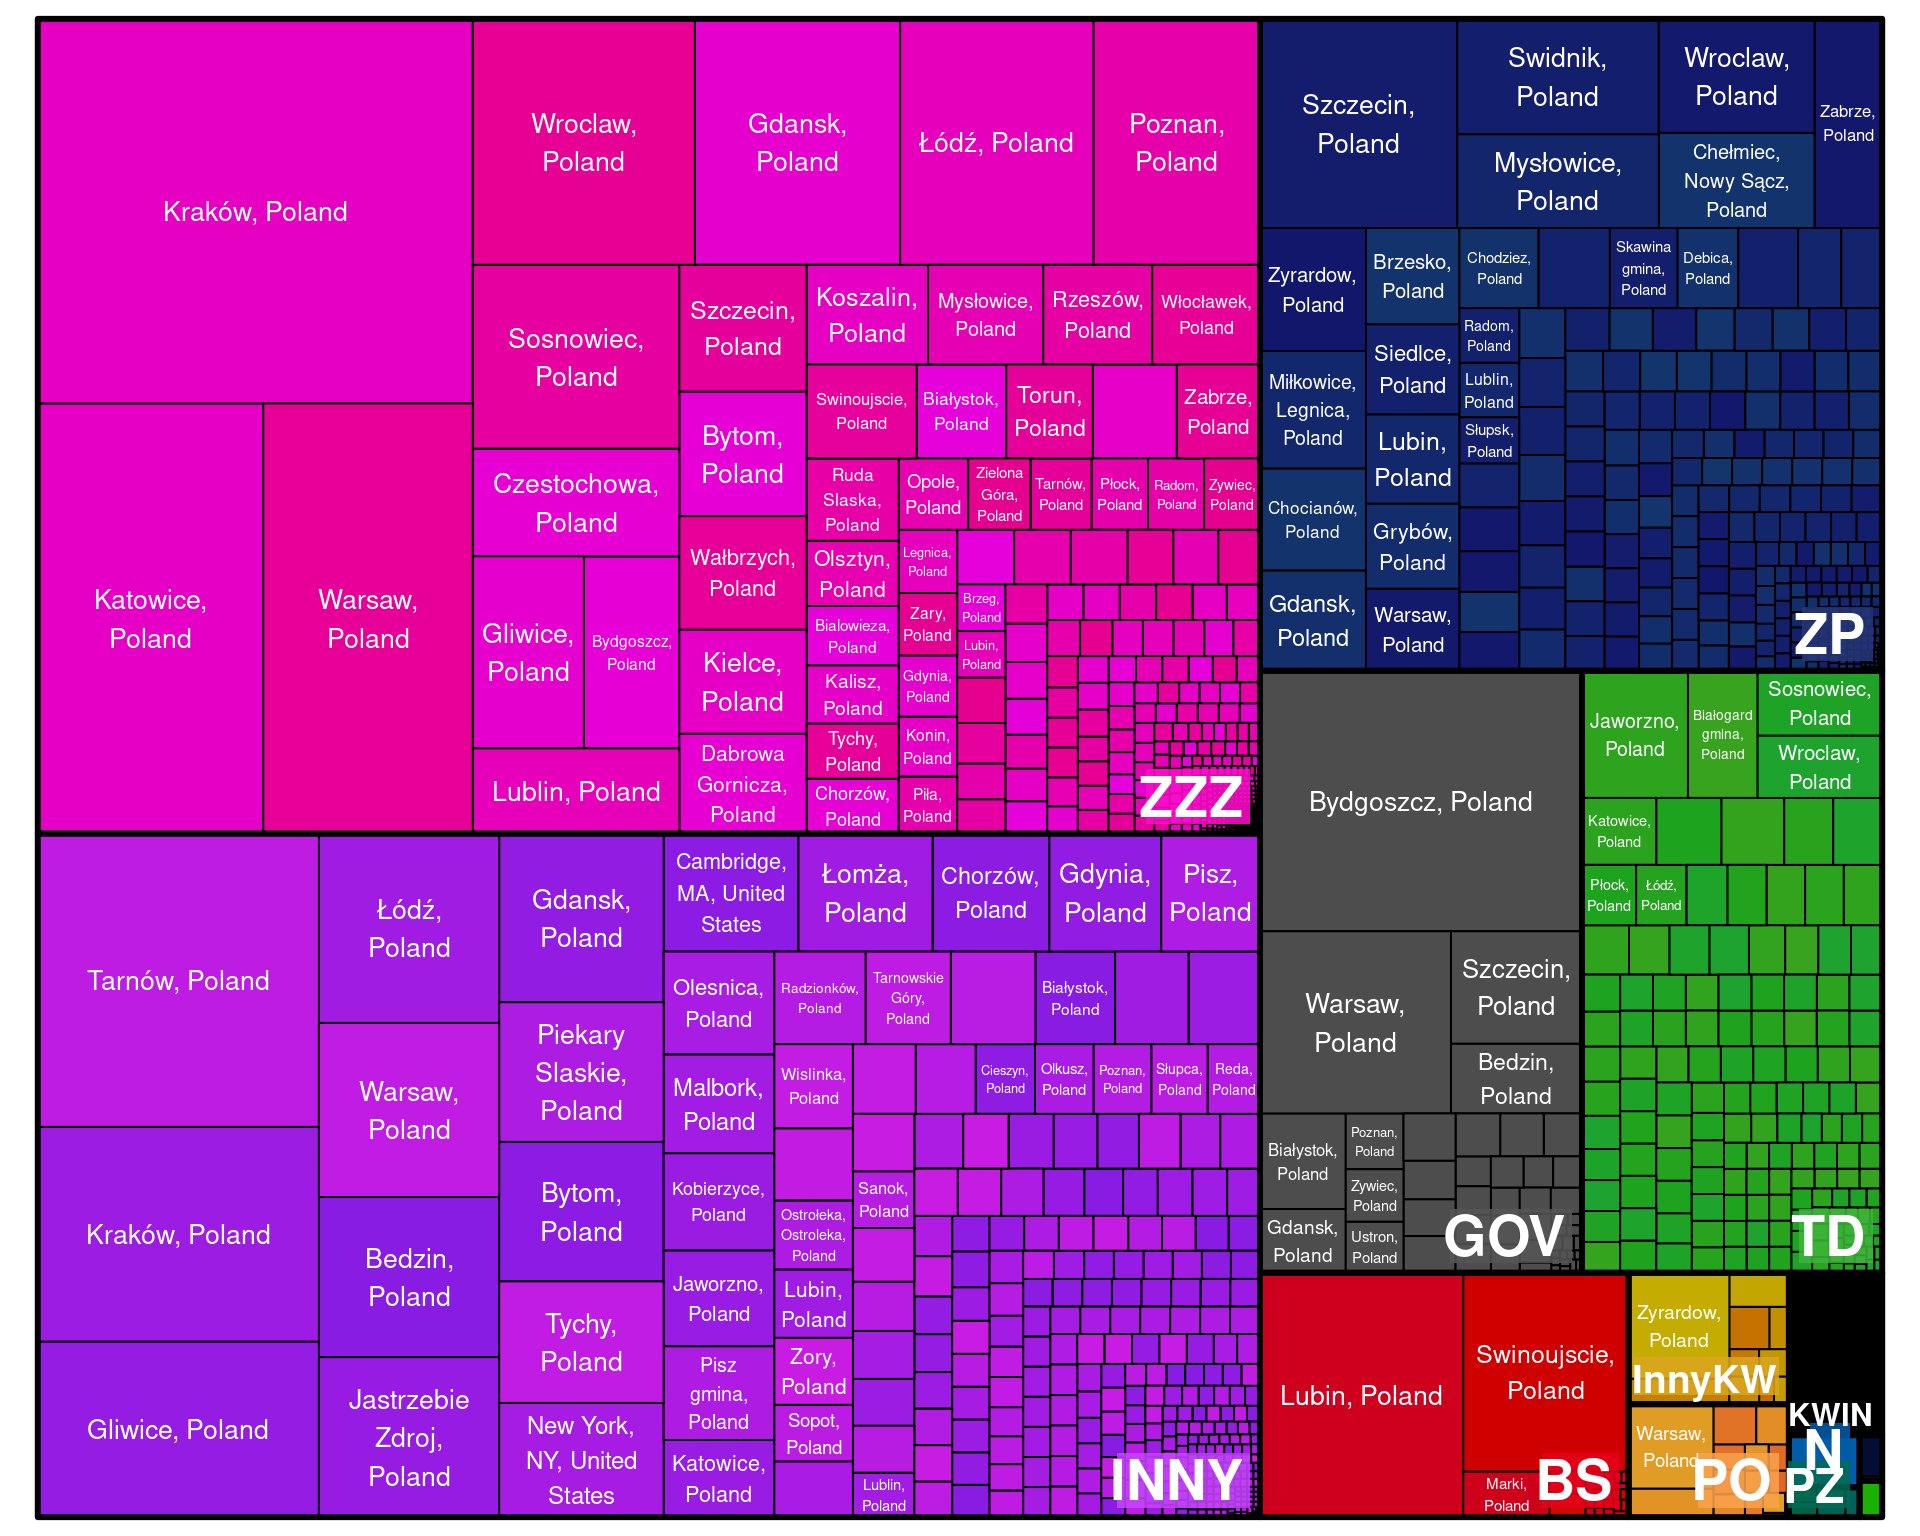 Kraków, Poland
Wroclaw,
Poland
Gdansk,
Poland
Łódź, Poland
Poznan,
Poland
Katowice,
Poland
Warsaw,
Poland
Sosnowiec,
Poland
Czestochowa,
Poland
Gliwice,
Poland
Bydgoszcz,
Poland
Lublin, Poland
Szczecin,
Poland
Bytom,
Poland
Wałbrzych,
Poland
Kielce,
Poland
Dabrowa
Gornicza,
Poland
Koszalin,
Poland
Mysłowice,
Poland
Rzeszów,
Poland
Włocławek,
Poland
Swinoujscie,
Poland
Białystok,
Poland
Torun,
Poland
Zabrze,
Poland
Ruda
Slaska,
Poland
Olsztyn,
Poland
Bialowieza,
Poland
Kalisz,
Poland
Tychy,
Poland
Chorzów,
Poland
Opole,
Poland
Zielona
Góra,
Poland
Tarnów,
Poland
Płock,
Poland
Radom,
Poland
Zywiec,
Poland
Legnica,
Poland
Zary,
Poland
Gdynia,
Poland
Konin,
Poland
Piła,
Poland
Brzeg,
Poland
Lubin,
Poland
ZZZ
Tarnów, Poland
Kraków, Poland
Gliwice, Poland
Łódź,
Poland
Warsaw,
Poland
Bedzin,
Poland
Jastrzebie
Zdroj,
Poland
Gdansk,
Poland
Piekary
Slaskie,
Poland
Bytom,
Poland
Tychy,
Poland
New York,
NY, United
States
Cambridge,
MA, United
States
Łomża,
Poland
Chorzów,
Poland
Gdynia,
Poland
Pisz,
Poland
Olesnica,
Poland
Malbork,
Poland
Kobierzyce,
Poland
Jaworzno,
Poland
Pisz
gmina,
Poland
Katowice,
Poland
Radzionków,
Poland
Tarnowskie
Góry,
Poland
Białystok,
Poland
Wislinka,
Poland
Ostrołeka,
Ostroleka,
Poland
Lubin,
Poland
Zory,
Poland
Sopot,
Poland
Cieszyn,
Poland
Olkusz,
Poland
Poznan,
Poland
Słupca,
Poland
Reda,
Poland
Sanok,
Poland
Lublin,
Poland
INNY
Szczecin,
Poland
Swidnik,
Poland
Wroclaw,
Poland
Zabrze,
Poland
Mysłowice,
Poland
Chełmiec,
Nowy Sącz,
Poland
Zyrardow,
Poland
Miłkowice,
Legnica,
Poland
Chocianów,
Poland
Gdansk,
Poland
Brzesko,
Poland
Siedlce,
Poland
Lubin,
Poland
Grybów,
Poland
Warsaw,
Poland
Chodziez,
Poland
Skawina
gmina,
Poland
Debica,
Poland
Radom,
Poland
Lublin,
Poland
Słupsk,
Poland
ZP
Bydgoszcz, Poland
Warsaw,
Poland
Szczecin,
Poland
Bedzin,
Poland
Białystok,
Poland
Gdansk,
Poland
Poznan,
Poland
Zywiec,
Poland
Ustron,
Poland
GOV
Jaworzno,
Poland
Białogard
gmina,
Poland
Sosnowiec,
Poland
Wroclaw,
Poland
Katowice,
Poland
Płock,
Poland
Łódź,
Poland
TD
Lubin, Poland
Swinoujscie,
Poland
Marki,
Poland
BS
Zyrardow,
Poland
InnyKW
Warsaw,
Poland
PO
KWIN
N
PZ